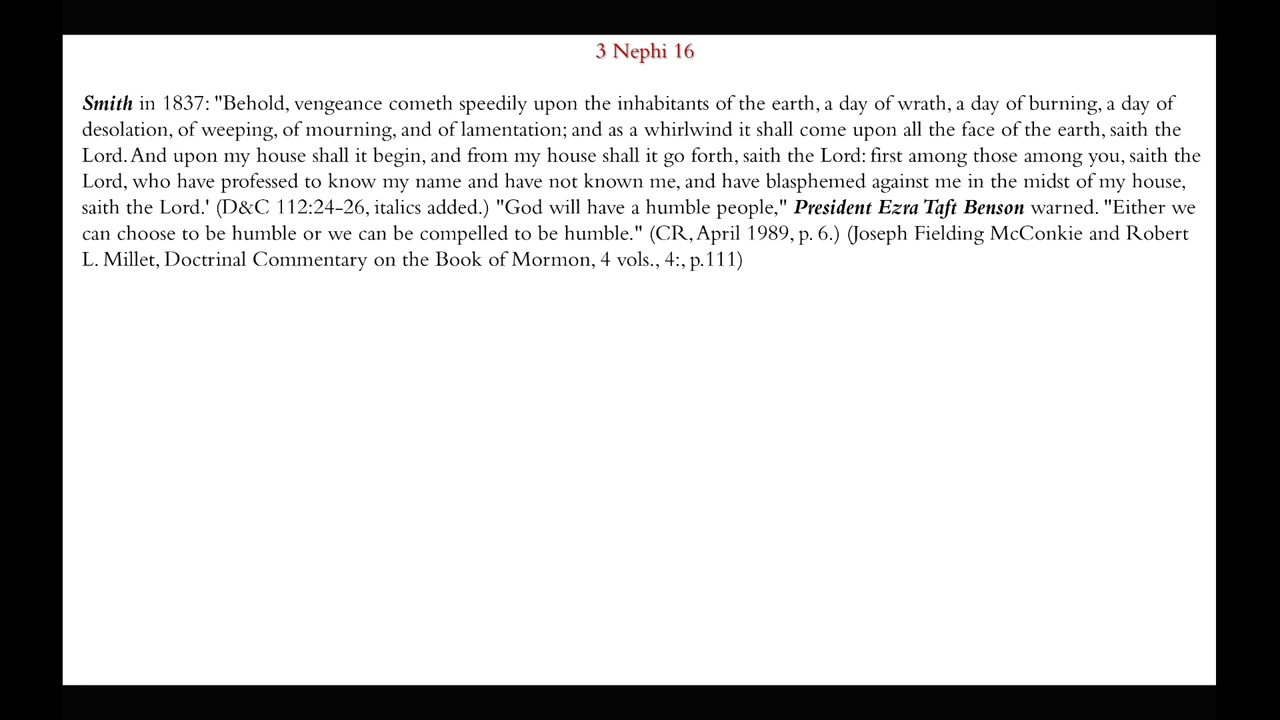 3 Nephi 16
Smith in 1837: "Behold, vengeance cometh speedily upon the inhabitants of the earth, a day of wrath, a day of burning, a day of
desolation, of weeping, of mourning, and of lamentation; and as a whirlwind it shall come upon all the face of the earth, saith the
Lord. And upon my house shall it begin, and from my house shall it go forth, saith the Lord: first among those among you, saith the
Lord, who have professed to know my name and have not known me, and have blasphemed against me in the midst of my house,
saith the Lord.' (D&C 112:24-26, italics added.) "God will have a humble people," President Ezra Taft Benson warned. "Either we
can choose to be humble or we can be compelled to be humble." (CR, April 1989, p. 6.) (Joseph Fielding McConkie and Robert
L. Millet, Doctrinal Commentary on the Book of Mormon, 4 vols., 4:, p.111)